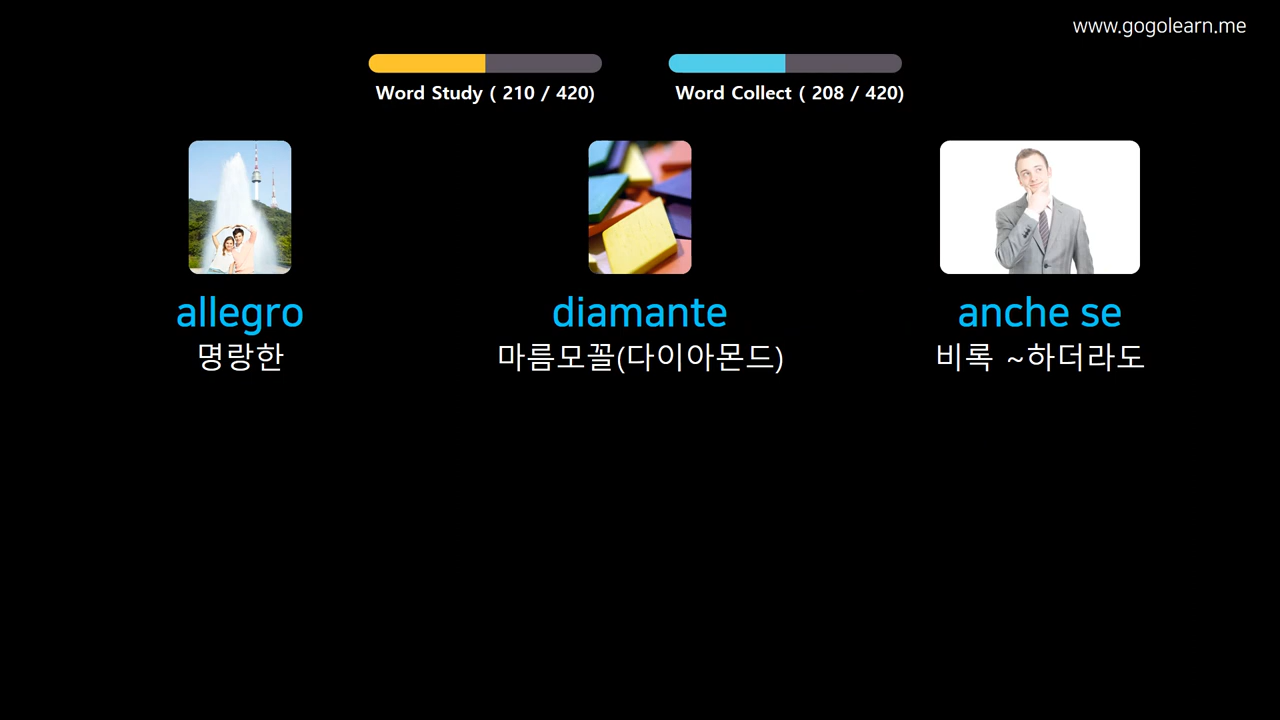 www.gogolearn.me
Word Study ( 210 / 420)
Word Collect ( 208 / 420)
allegro
명랑한
diamante
마름모꼴(다이아몬드)
anche se
비록 ~하더라도